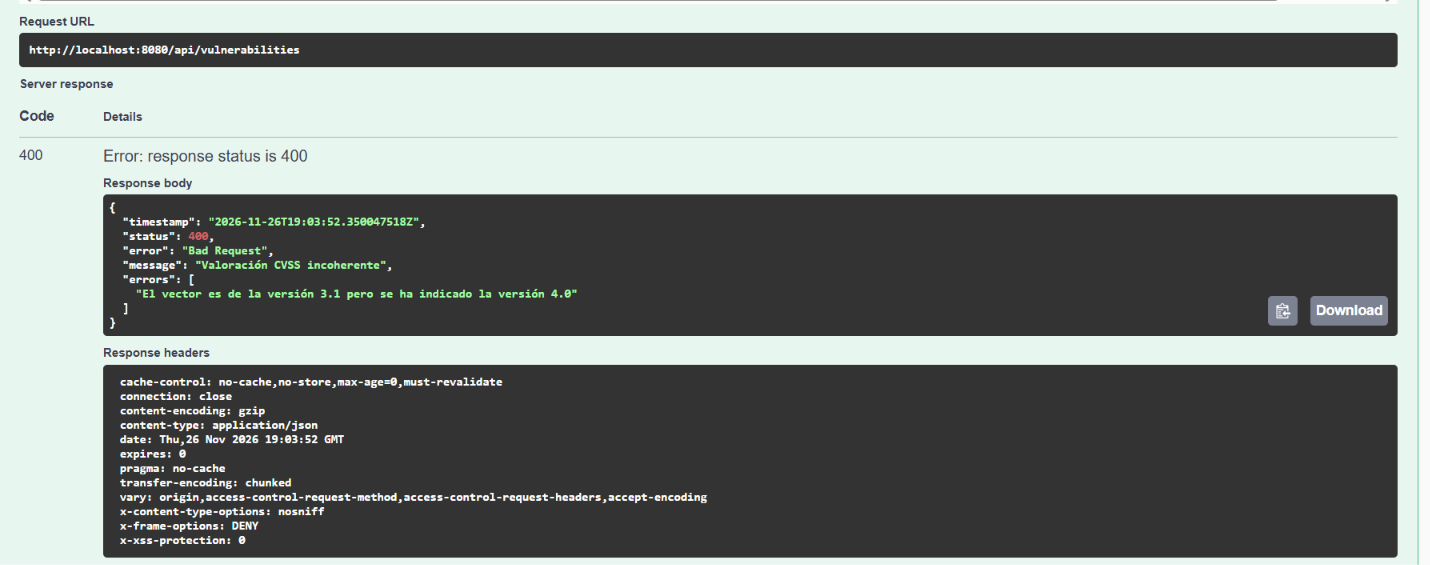 Request URL
http://localhost:8080/api/vulnerabilities
Server response
Code Details
400 Error: response status is 400
Response body
{
"timestamp": "2026-11-26T19:03:52.350047518Z",
"status": 400,
"error": "Bad Request",
"message": "Valoración CVSS incoherente",
"errors": [
"El vector es de la versión 3.1 pero se ha indicado la versión 4.0"
]
}
Download
Response headers
cache-control: no-cache,no-store,max-age=0,must-revalidate
connection: close
content-encoding: gzip
content-type: application/json
date: Thu,26 Nov 2026 19:03:52 GMT
expires: 0
pragma: no-cache
transfer-encoding: chunked
vary: origin,access-control-request-method,access-control-request-headers,accept-encoding
x-content-type-options: nosniff
x-frame-options: DENY
x-xss-protection: 0